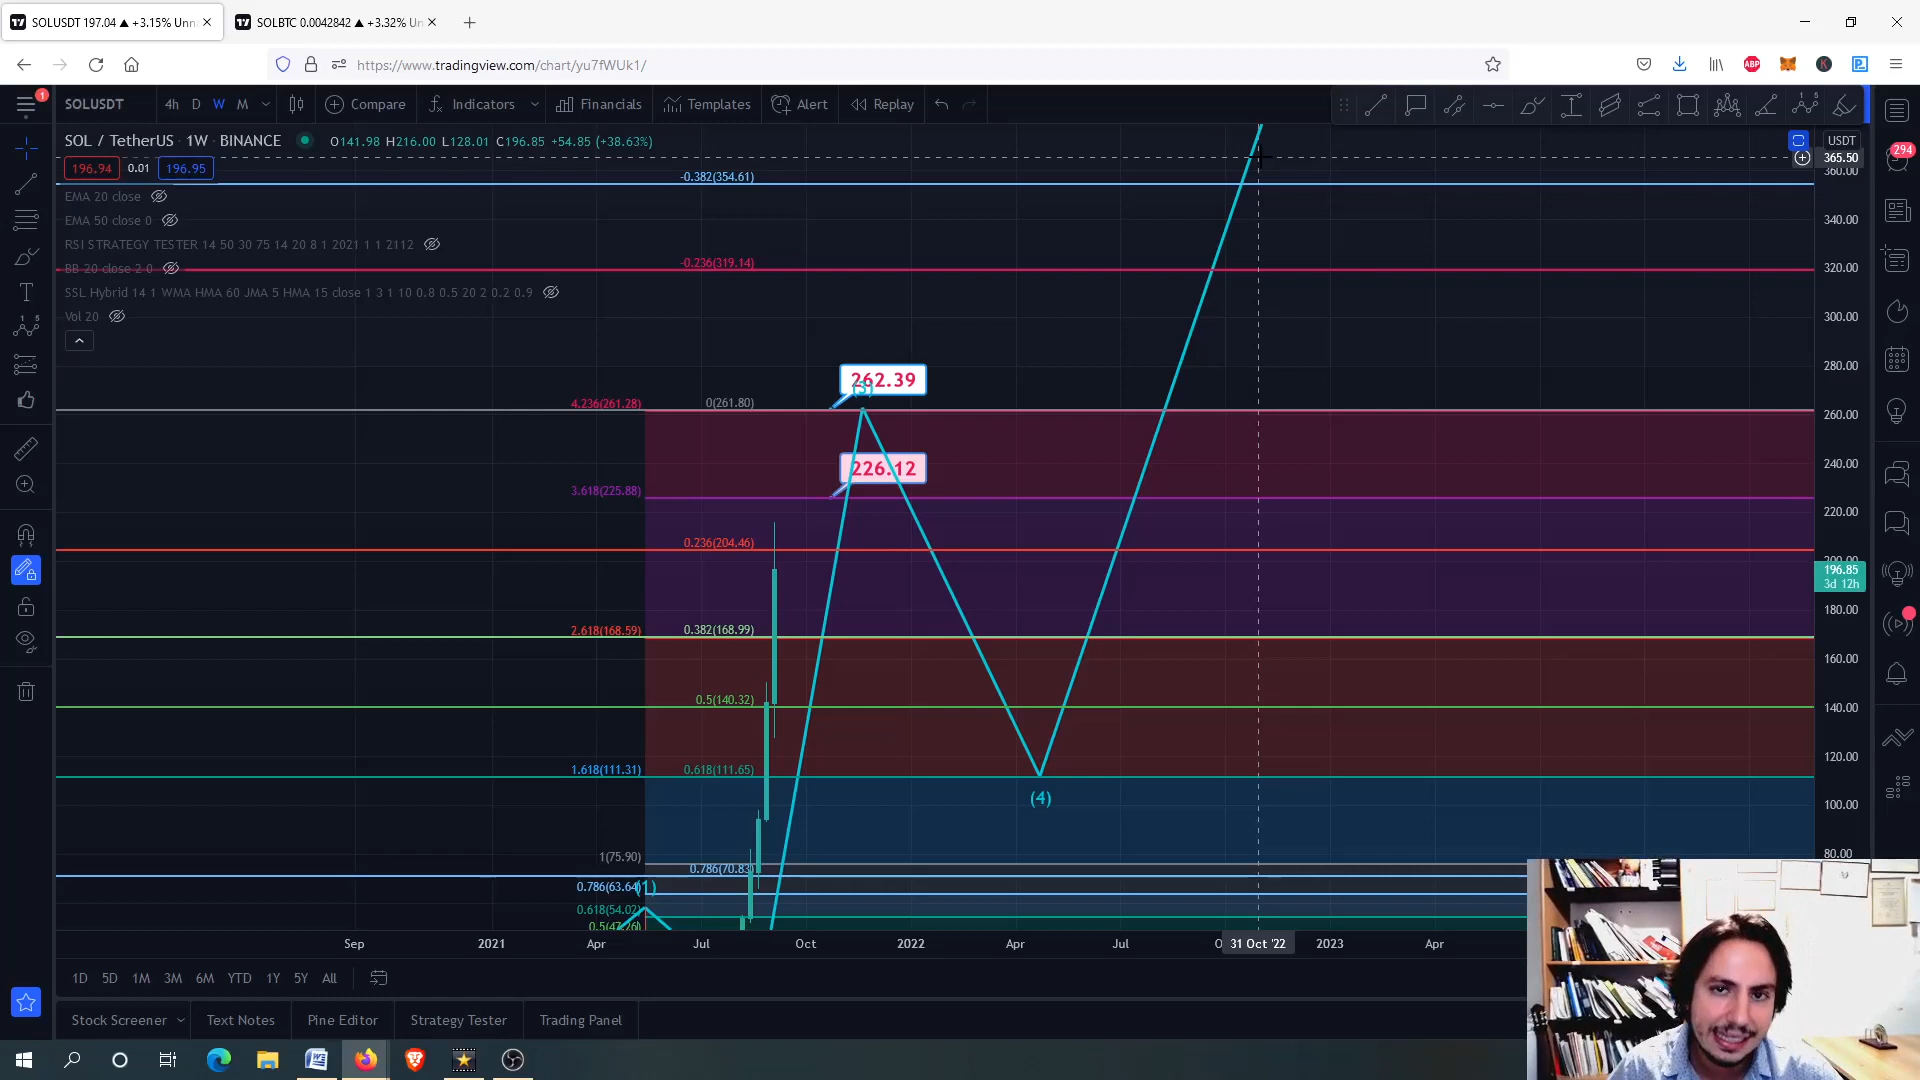 SOLUSDT 197.04 ▲ +3.15% Unn
SOLBTC 0.0042842 ▲ +3.32% Un
https://www.tradingview.com/chart/yu7fWUk1/
ABP
K
1
SOLUSDT
4h D W M
Compare
Indicators
Financials
Templates
Alert
Replay
SOL / TetherUS · 1W · BINANCE
O141.98 H216.00 L128.01 C196.85 +54.85 (+38.63%)
USDT
196.94 0.01 196.95
365.50
294
360.00
-0.382(354.61)
EMA 20 close
EMA 50 close 0
340.00
RSI STRATEGY TESTER 14 50 30 75 14 20 8 1 2021 1 1 2112
-0.236(319.14)
BB 20 close 2 0
320.00
SSL Hybrid 14 1 WMA HMA 60 JMA 5 HMA 15 close 1 3 1 10 0.8 0.5 20 2 0.2 0.9
Vol 20
300.00
280.00
262.39
(3)
4.236(261.28)
0(261.80)
260.00
226.12
240.00
3.618(225.88)
220.00
0.236(204.46)
200.00
196.85
3d 12h
180.00
2.618(168.59)
0.382(168.99)
160.00
0.5(140.32)
140.00
1.618(111.31)
0.618(111.65)
120.00
(4)
100.00
1(75.90)
80.00
0.786(70.83)
0.786(63.64)
(1)
0.618(54.02)
0.5(47.26)
Sep 2021 Apr Jul Oct 2022 Apr Jul O 31 Oct '22 2023 Apr
1D 5D 1M 3M 6M YTD 1Y 5Y All
Stock Screener
Text Notes
Pine Editor
Strategy Tester
Trading Panel